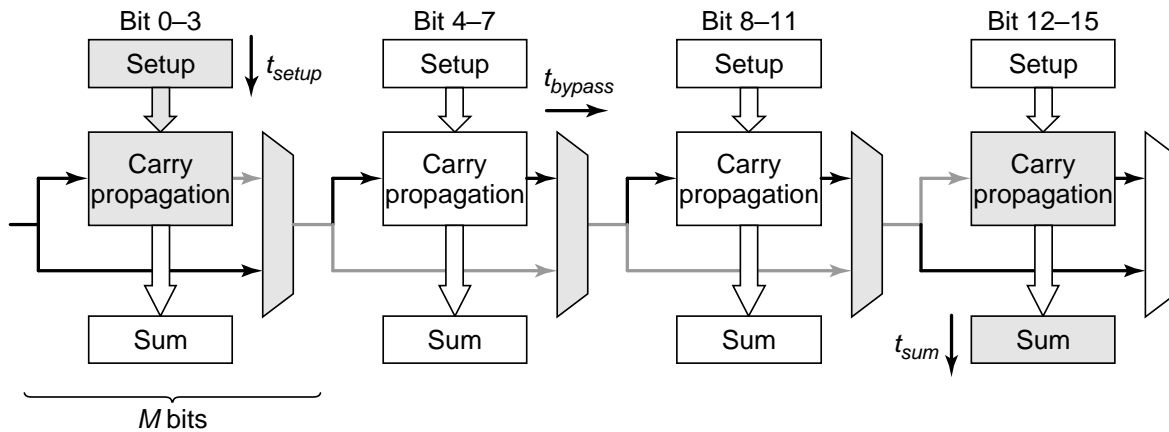 Bit 0–3
Bit 4–7
Bit 8–11
Bit 12–15
Setup
t_setup
Setup
t_bypass
Setup
Setup
Carry
propagation
Carry
propagation
Carry
propagation
Carry
propagation
Sum
Sum
Sum
t_sum
Sum
M bits